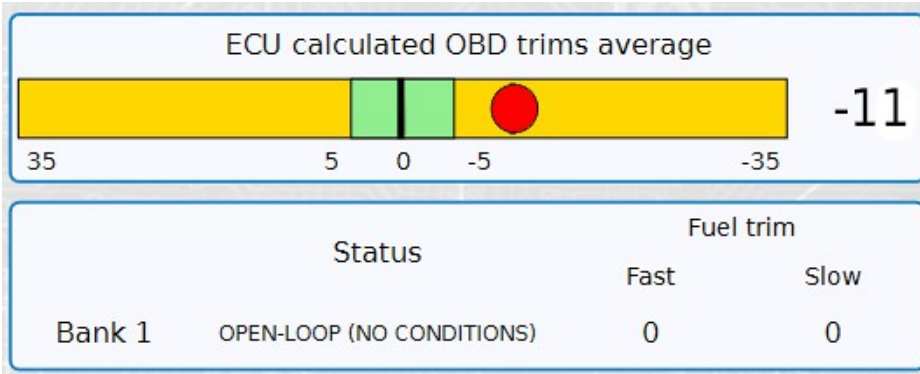 ECU calculated OBD trims average
-11
35 5 0 -5 -35
Fuel trim
Status
Fast Slow
Bank 1 OPEN-LOOP (NO CONDITIONS) 0 0